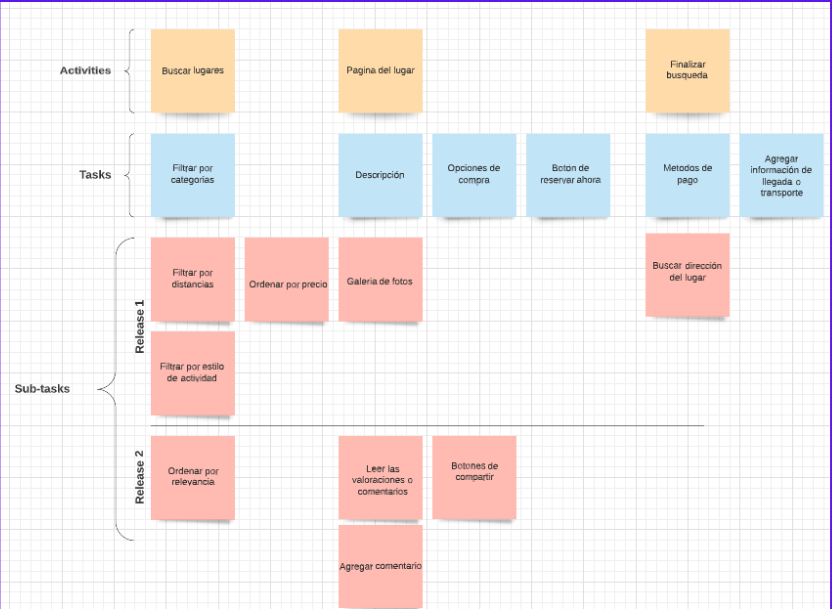 Activities
Buscar lugares
Pagina del lugar
Finalizar
busqueda
Tasks
Filtrar por
categorias
Descripción
Opciones de
compra
Boton de
reservar ahora
Metodos de
pago
Agregar
información de
llegada o
transporte
Sub-tasks
Release 1
Filtrar por
distancias
Ordenar por precio
Galeria de fotos
Buscar dirección
del lugar
Filtrar por estilo
de actividad
Release 2
Ordenar por
relevancia
Leer las
valoraciones o
comentarios
Botones de
compartir
Agregar comentario